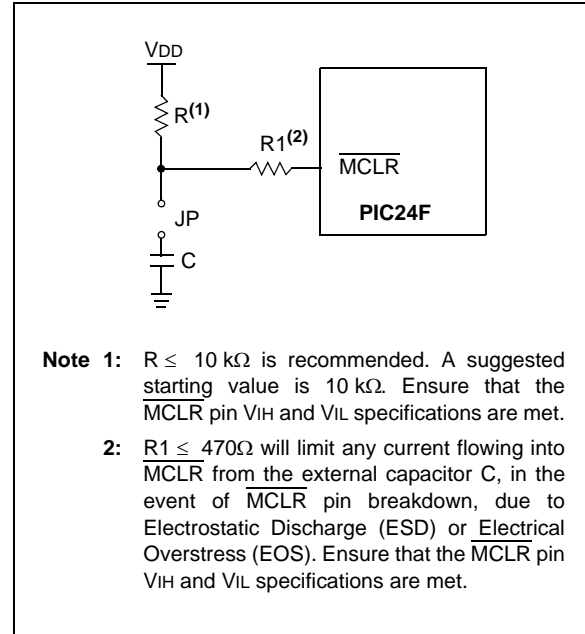 VDD
R(1)
R1(2)
MCLR
PIC24F
JP
C
Note 1: R ≤ 10 kΩ is recommended. A suggested
starting value is 10 kΩ. Ensure that the
MCLR pin VIH and VIL specifications are met.
2: R1 ≤ 470Ω will limit any current flowing into
MCLR from the external capacitor C, in the
event of MCLR pin breakdown, due to
Electrostatic Discharge (ESD) or Electrical
Overstress (EOS). Ensure that the MCLR pin
VIH and VIL specifications are met.